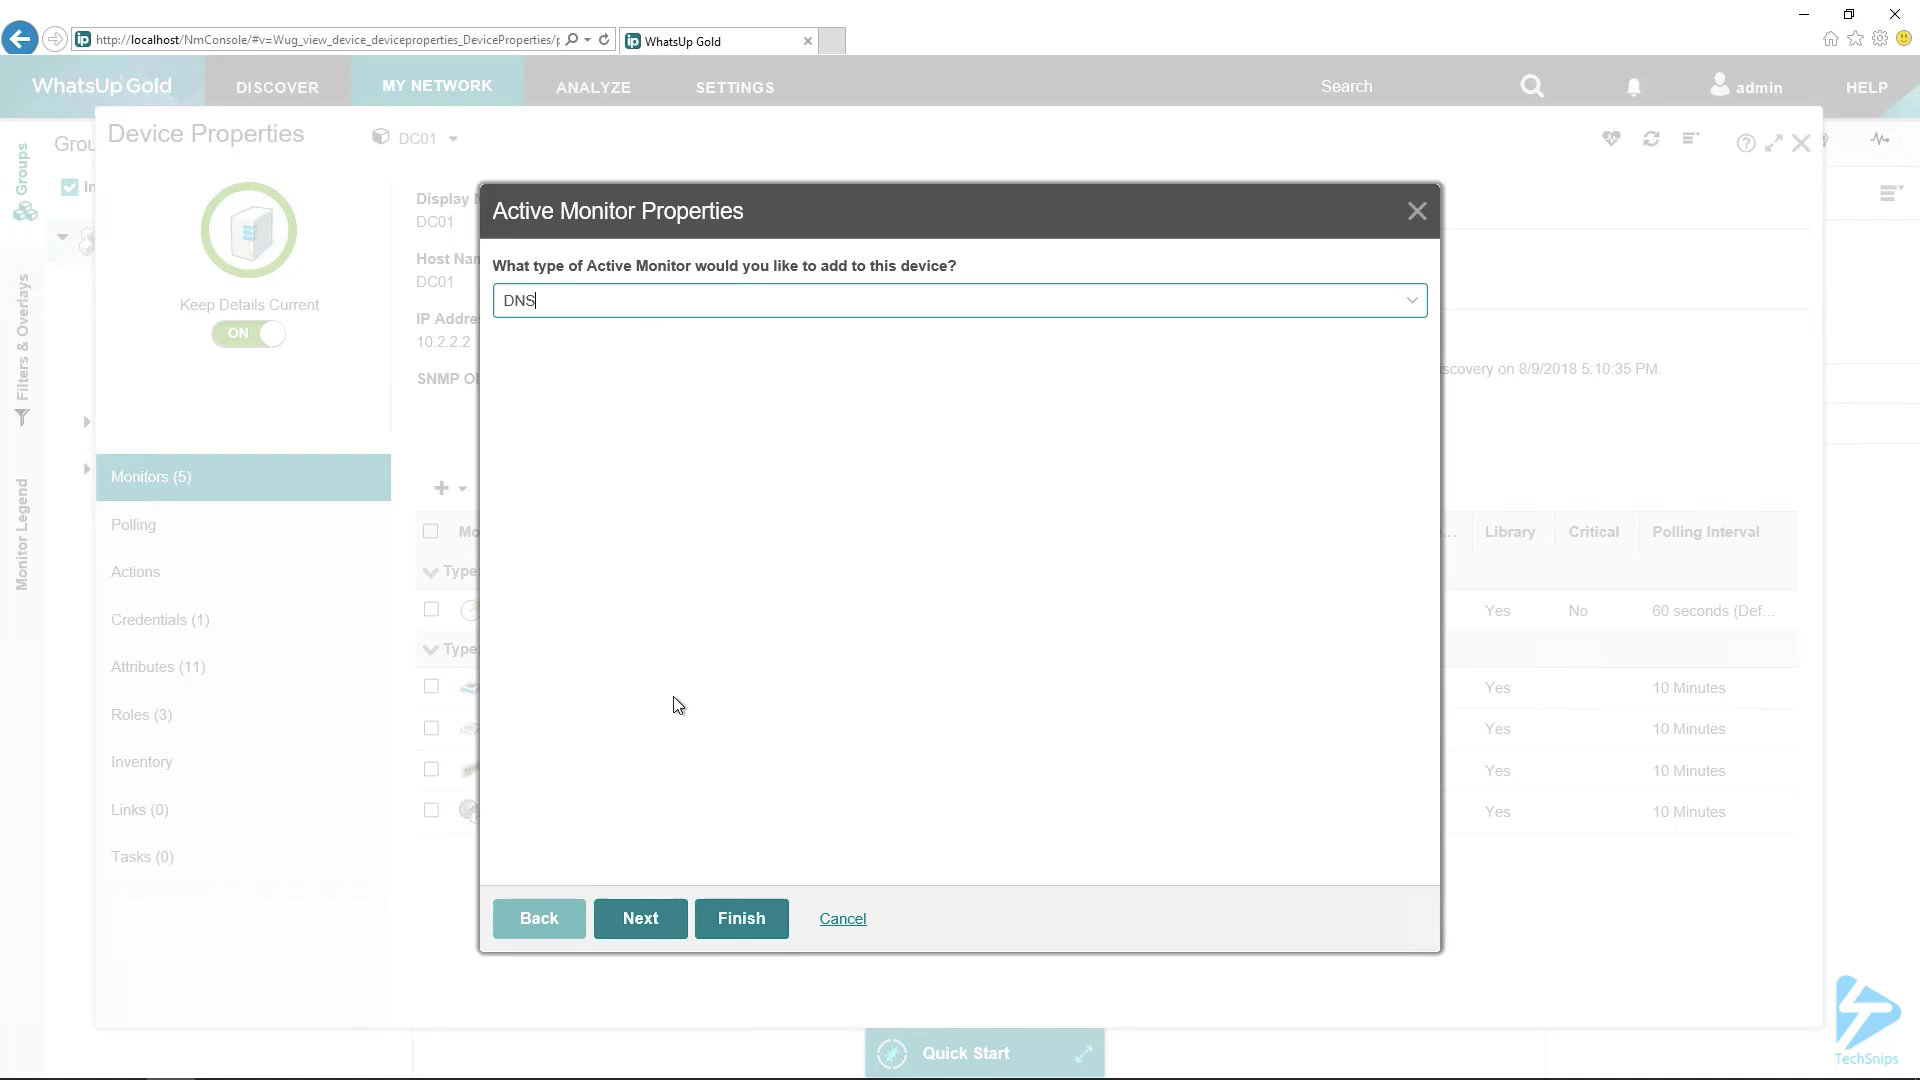 http://localhost/NmConsole/#v=Wug_view_device_deviceproperties_DeviceProperties/
WhatsUp Gold
WhatsUp Gold
DISCOVER
MY NETWORK
ANALYZE
SETTINGS
Search
admin
HELP
Groups
Filters & Overlays
Monitor Legend
Grou
In
Device Properties
DC01
Keep Details Current
ON
Display
DC01
Host Nam
DC01
IP Addre
10.2.2.2
SNMP O
scovery on 8/9/2018 5:10:35 PM.
Monitors (5)
Polling
Actions
Credentials (1)
Attributes (11)
Roles (3)
Inventory
Links (0)
Tasks (0)
Mo
... Library Critical Polling Interval
Type
Yes No 60 seconds (Def...
Type
Yes 10 Minutes
Yes 10 Minutes
Yes 10 Minutes
Yes 10 Minutes
Active Monitor Properties
What type of Active Monitor would you like to add to this device?
DNS
Back
Next
Finish
Cancel
Quick Start
TechSnips